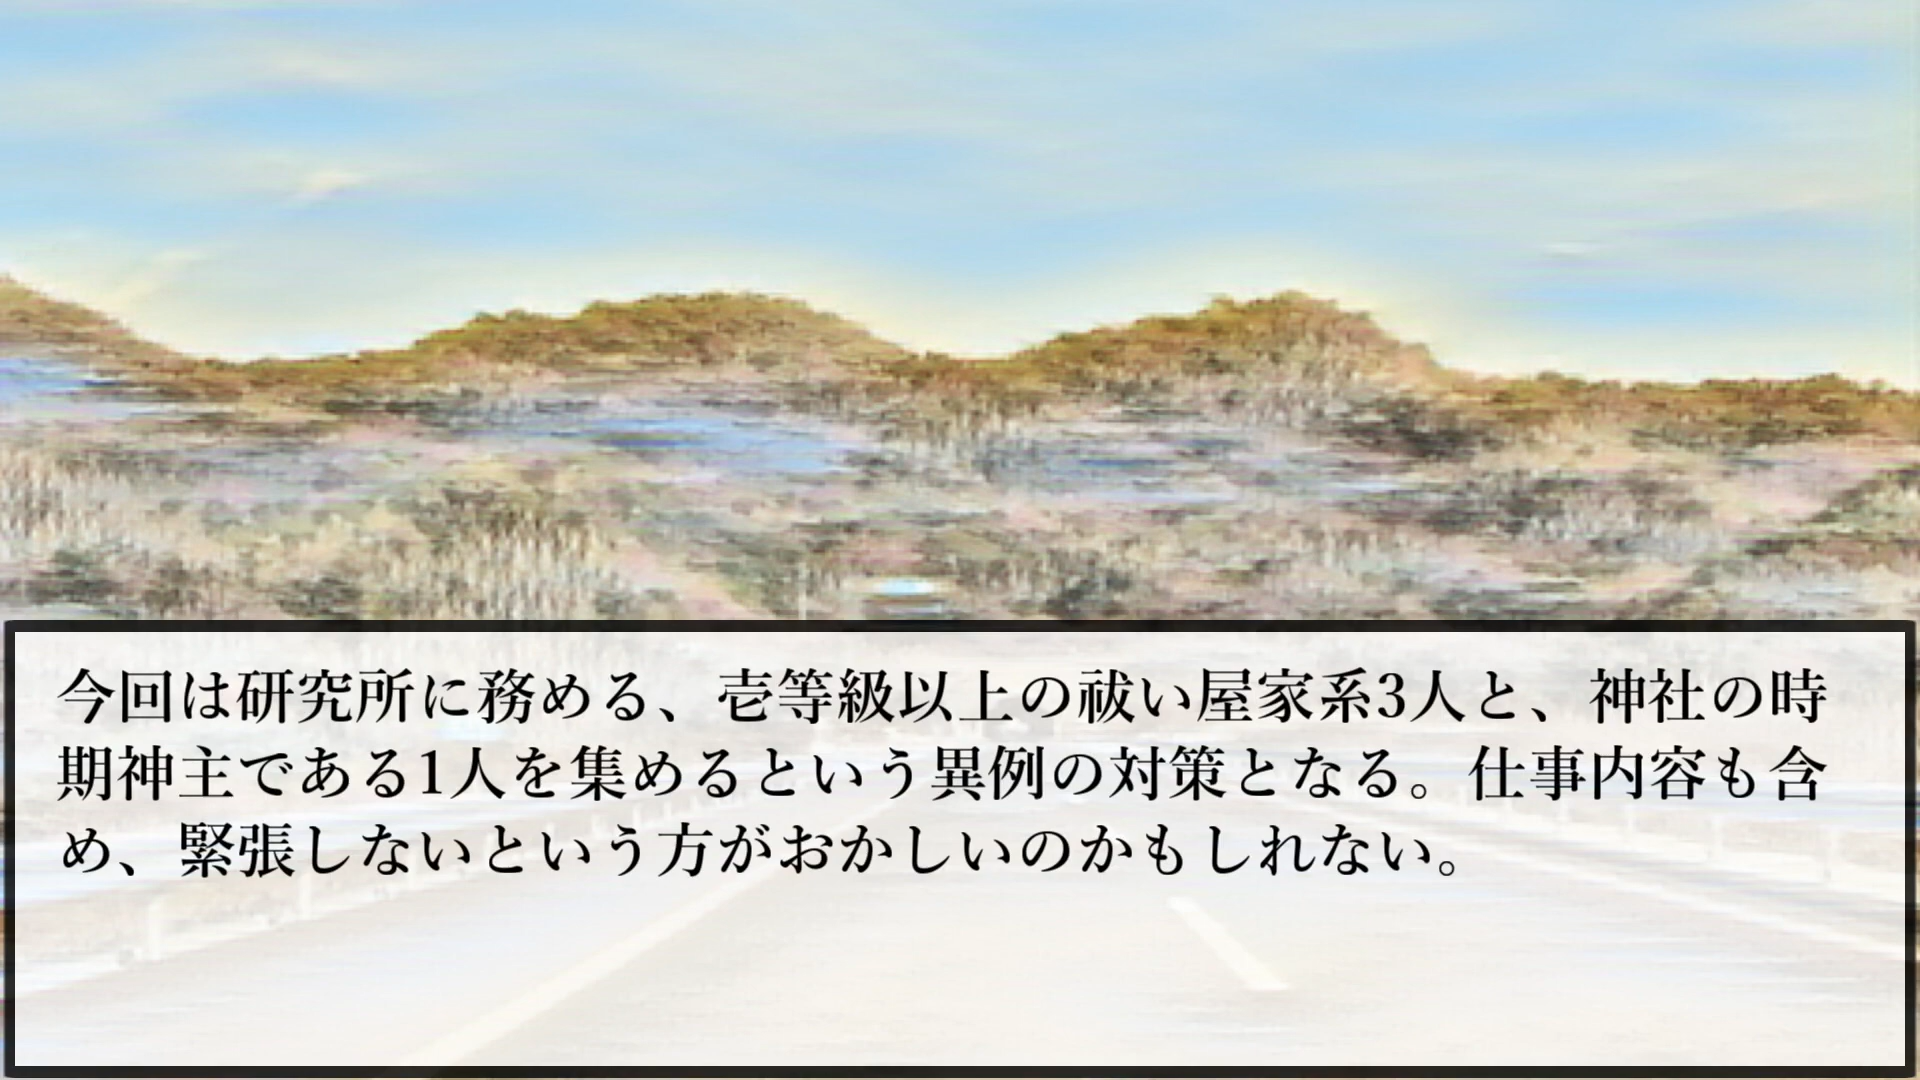 今回は研究所に務める、壱等級以上の祓い屋家系3人と、神社の時
期神主である1人を集めるという異例の対策となる。仕事内容も含
め、緊張しないという方がおかしいのかもしれない。